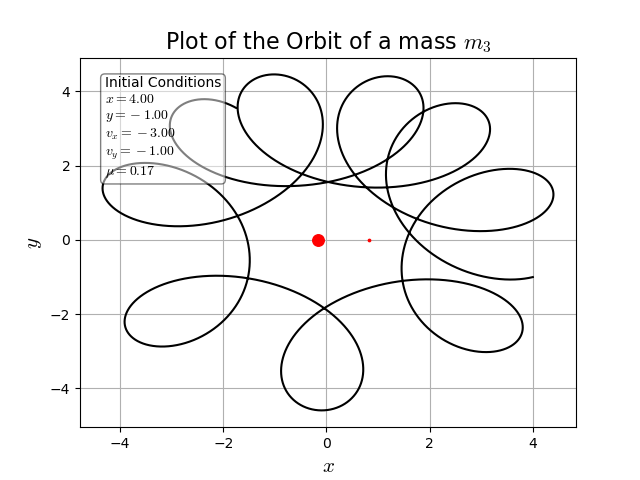 Plot of the Orbit of a mass m₃
Initial Conditions
x = 4.00
y = −1.00
vₓ = −3.00
v_y = −1.00
μ = 0.17
y
4
2
0
−2
−4
−4 −2 0 2 4
x